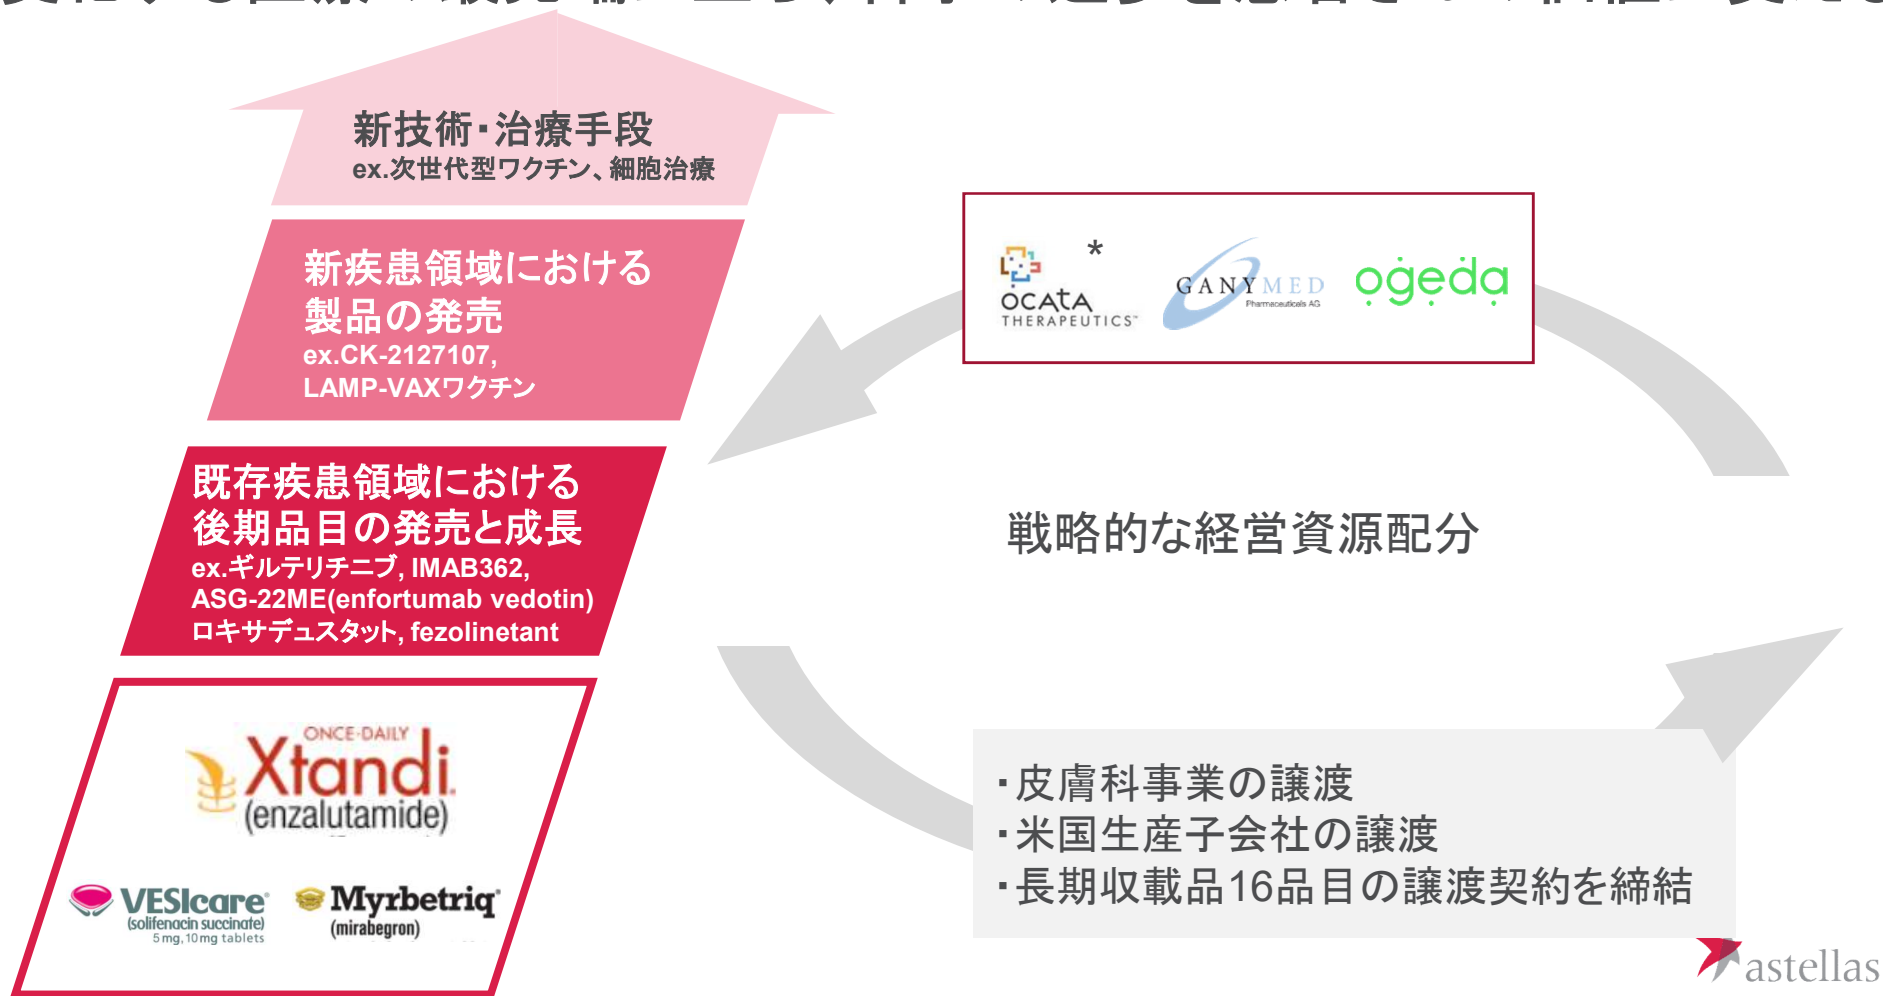 新技術・治療手段
ex.次世代型ワクチン、細胞治療
新疾患領域における
製品の発売
ex.CK-2127107,
LAMP-VAXワクチン
既存疾患領域における
後期品目の発売と成長
ex.ギルテリチニブ, IMAB362,
ASG-22ME(enfortumab vedotin)
ロキサデュスタット, fezolinetant
ONCE-DAILY
Xtandi
(enzalutamide)
VESIcare®
(solifenacin succinate)
5 mg, 10 mg tablets
Myrbetriq®
(mirabegron)
*
OCATA
THERAPEUTICS™
GANYMED
Pharmaceuticals AG
ogeda
戦略的な経営資源配分
・皮膚科事業の譲渡
・米国生産子会社の譲渡
・長期収載品16品目の譲渡契約を締結
astellas